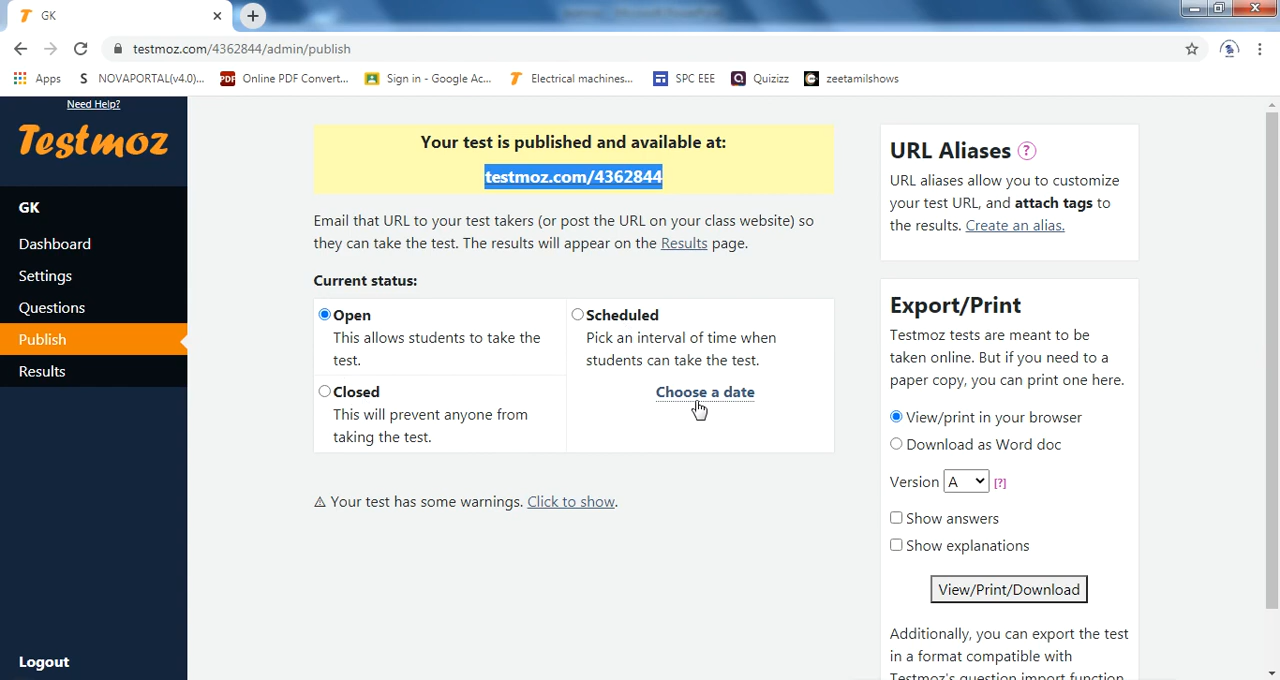 GK
testmoz.com/4362844/admin/publish
Apps
NOVAPORTAL(v4.0)...
PDF
Online PDF Convert...
Sign in - Google Ac...
Electrical machines...
SPC EEE
Quizizz
zeetamilshows
Need Help?
Testmoz
GK
Dashboard
Settings
Questions
Publish
Results
Logout
Your test is published and available at:
testmoz.com/4362844
Email that URL to your test takers (or post the URL on your class website) so
they can take the test. The results will appear on the Results page.
Current status:
Open
This allows students to take the
test.
Closed
This will prevent anyone from
taking the test.
Scheduled
Pick an interval of time when
students can take the test.
Choose a date
⚠ Your test has some warnings. Click to show.
URL Aliases ?
URL aliases allow you to customize
your test URL, and attach tags to
the results. Create an alias.
Export/Print
Testmoz tests are meant to be
taken online. But if you need to a
paper copy, you can print one here.
View/print in your browser
Download as Word doc
Version A [?]
Show answers
Show explanations
View/Print/Download
Additionally, you can export the test
in a format compatible with
Testmoz's question import function